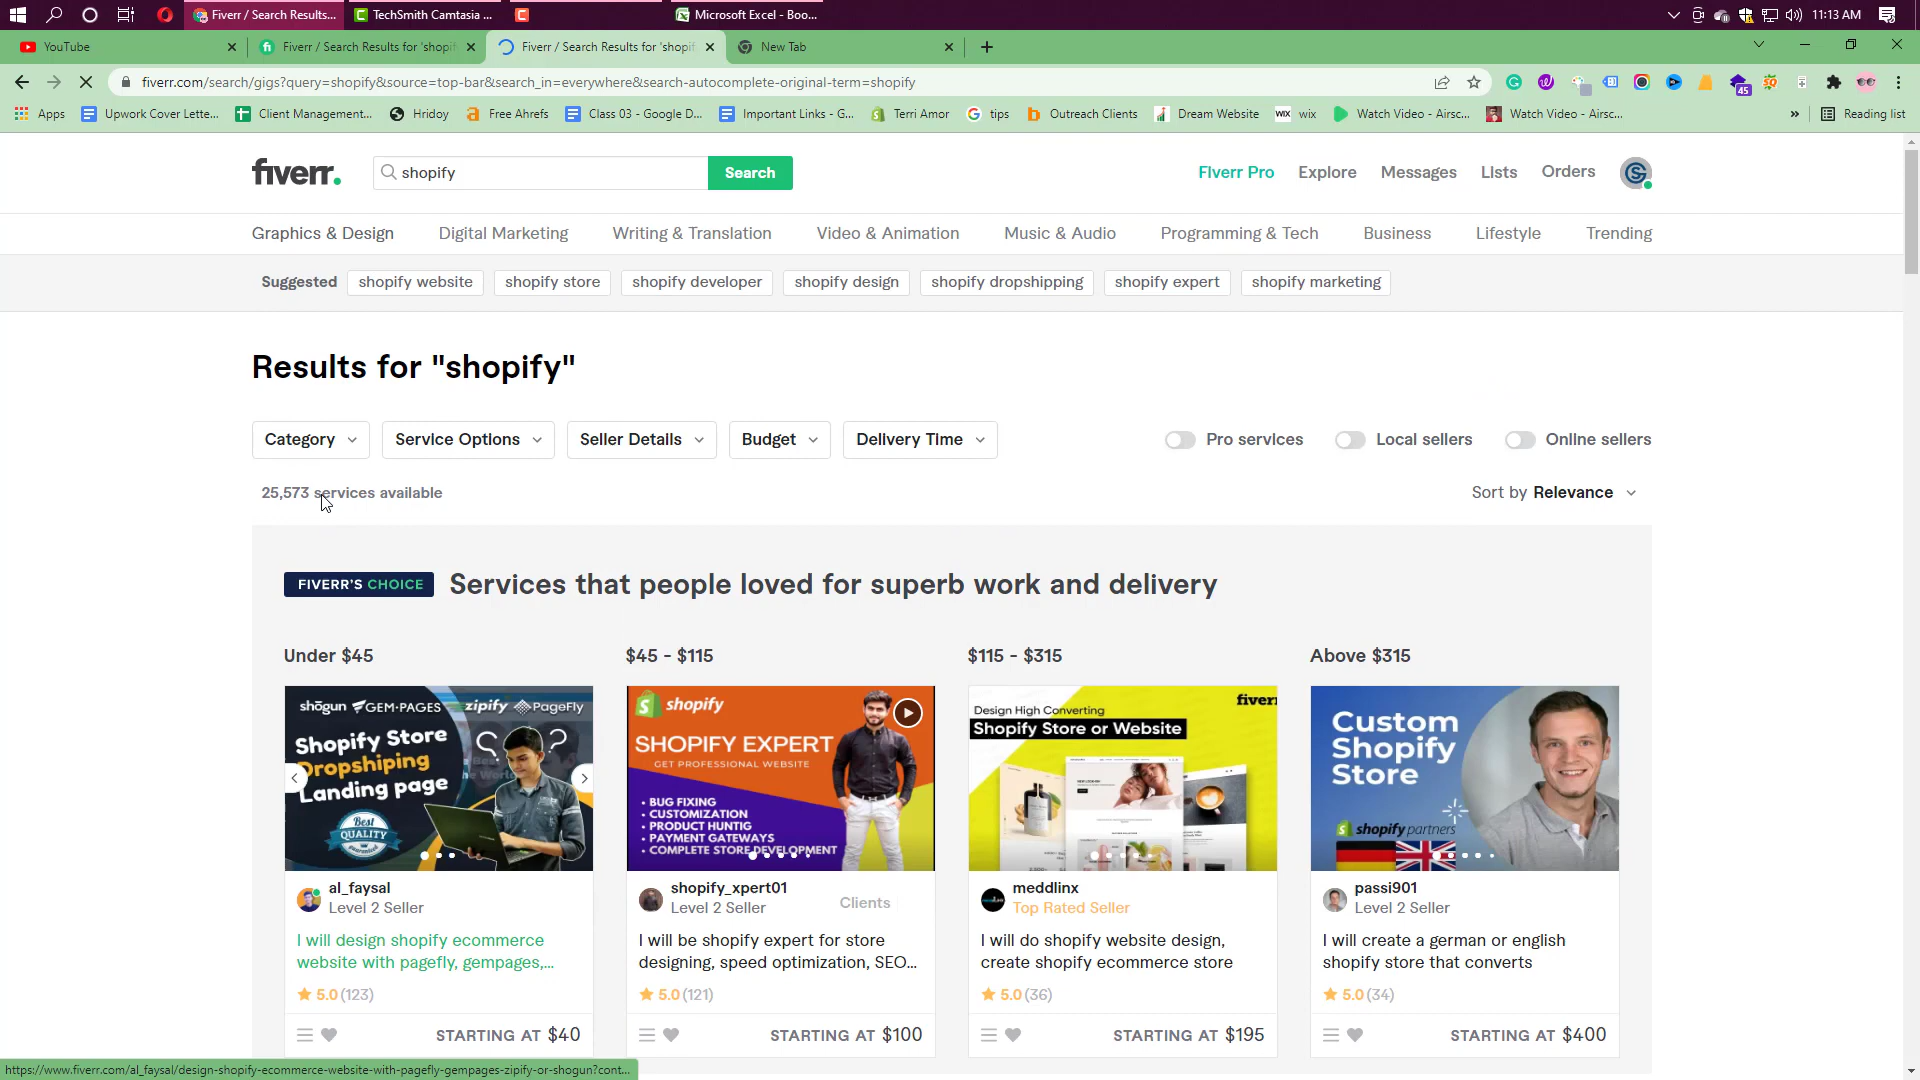 Fiverr / Search Results...
TechSmith Camtasia ...
Microsoft Excel - Boo...
11:13 AM
YouTube
Fiverr / Search Results for 'shopif
Fiverr / Search Results for 'shopif
New Tab
fiverr.com/search/gigs?query=shopify&source=top-bar&search_in=everywhere&search-autocomplete-original-term=shopify
45
Apps
Upwork Cover Lette...
Client Management...
Hridoy
Free Ahrefs
Class 03 - Google D...
Important Links - G...
Terri Amor
tips
Outreach Clients
Dream Website
WIX
wix
Watch Video - Airsc...
Watch Video - Airsc...
»
Reading list
fiverr.
shopify
Search
Fiverr Pro
Explore
Messages
Lists
Orders
Graphics & Design
Digital Marketing
Writing & Translation
Video & Animation
Music & Audio
Programming & Tech
Business
Lifestyle
Trending
Suggested
shopify website
shopify store
shopify developer
shopify design
shopify dropshipping
shopify expert
shopify marketing
Results for "shopify"
Category
Service Options
Seller Details
Budget
Delivery Time
Pro services
Local sellers
Online sellers
25,573 services available
Sort by Relevance
FIVERR'S CHOICE
Services that people loved for superb work and delivery
Under $45
$45 - $115
$115 - $315
Above $315
shogun GEM·PAGES zipify PageFly
Shopify Store
Dropshiping
Landing page
Best
QUALITY
shopify
SHOPIFY EXPERT
GET PROFESSIONAL WEBSITE
• BUG FIXING
• CUSTOMIZATION
• PRODUCT HUNTIG
• PAYMENT GATEWAYS
• COMPLETE STORE DEVELOPMENT
fiverr
Design High Converting
Shopify Store or Website
Custom
Shopify
Store
shopify partners
al_faysal
Level 2 Seller
shopify_xpert01
Level 2 Seller
Clients
meddlinx
Top Rated Seller
passi901
Level 2 Seller
I will design shopify ecommerce
website with pagefly, gempages,...
I will be shopify expert for store
designing, speed optimization, SEO...
I will do shopify website design,
create shopify ecommerce store
I will create a german or english
shopify store that converts
5.0 (123)
5.0 (121)
5.0 (36)
5.0 (34)
STARTING AT $40
STARTING AT $100
STARTING AT $195
STARTING AT $400
https://www.fiverr.com/al_faysal/design-shopify-ecommerce-website-with-pagefly-gempages-zipify-or-shogun?cont...